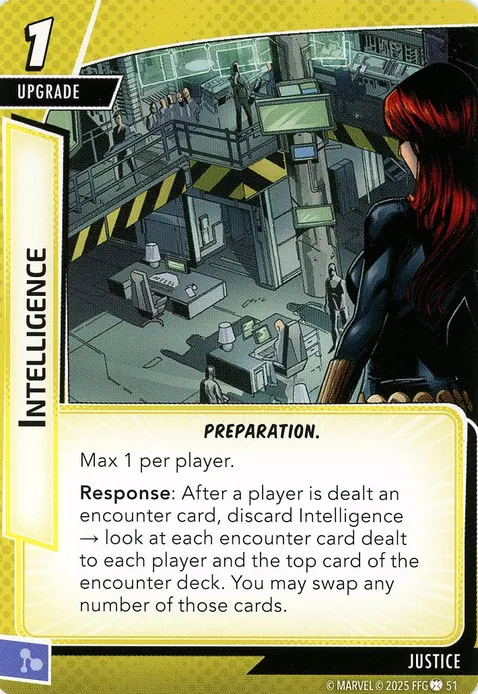 1
UPGRADE
INTELLIGENCE
PREPARATION.
Max 1 per player.
Response: After a player is dealt an
encounter card, discard Intelligence
→ look at each encounter card dealt
to each player and the top card of the
encounter deck. You may swap any
number of those cards.
JUSTICE
© MARVEL © 2025 FFG 51